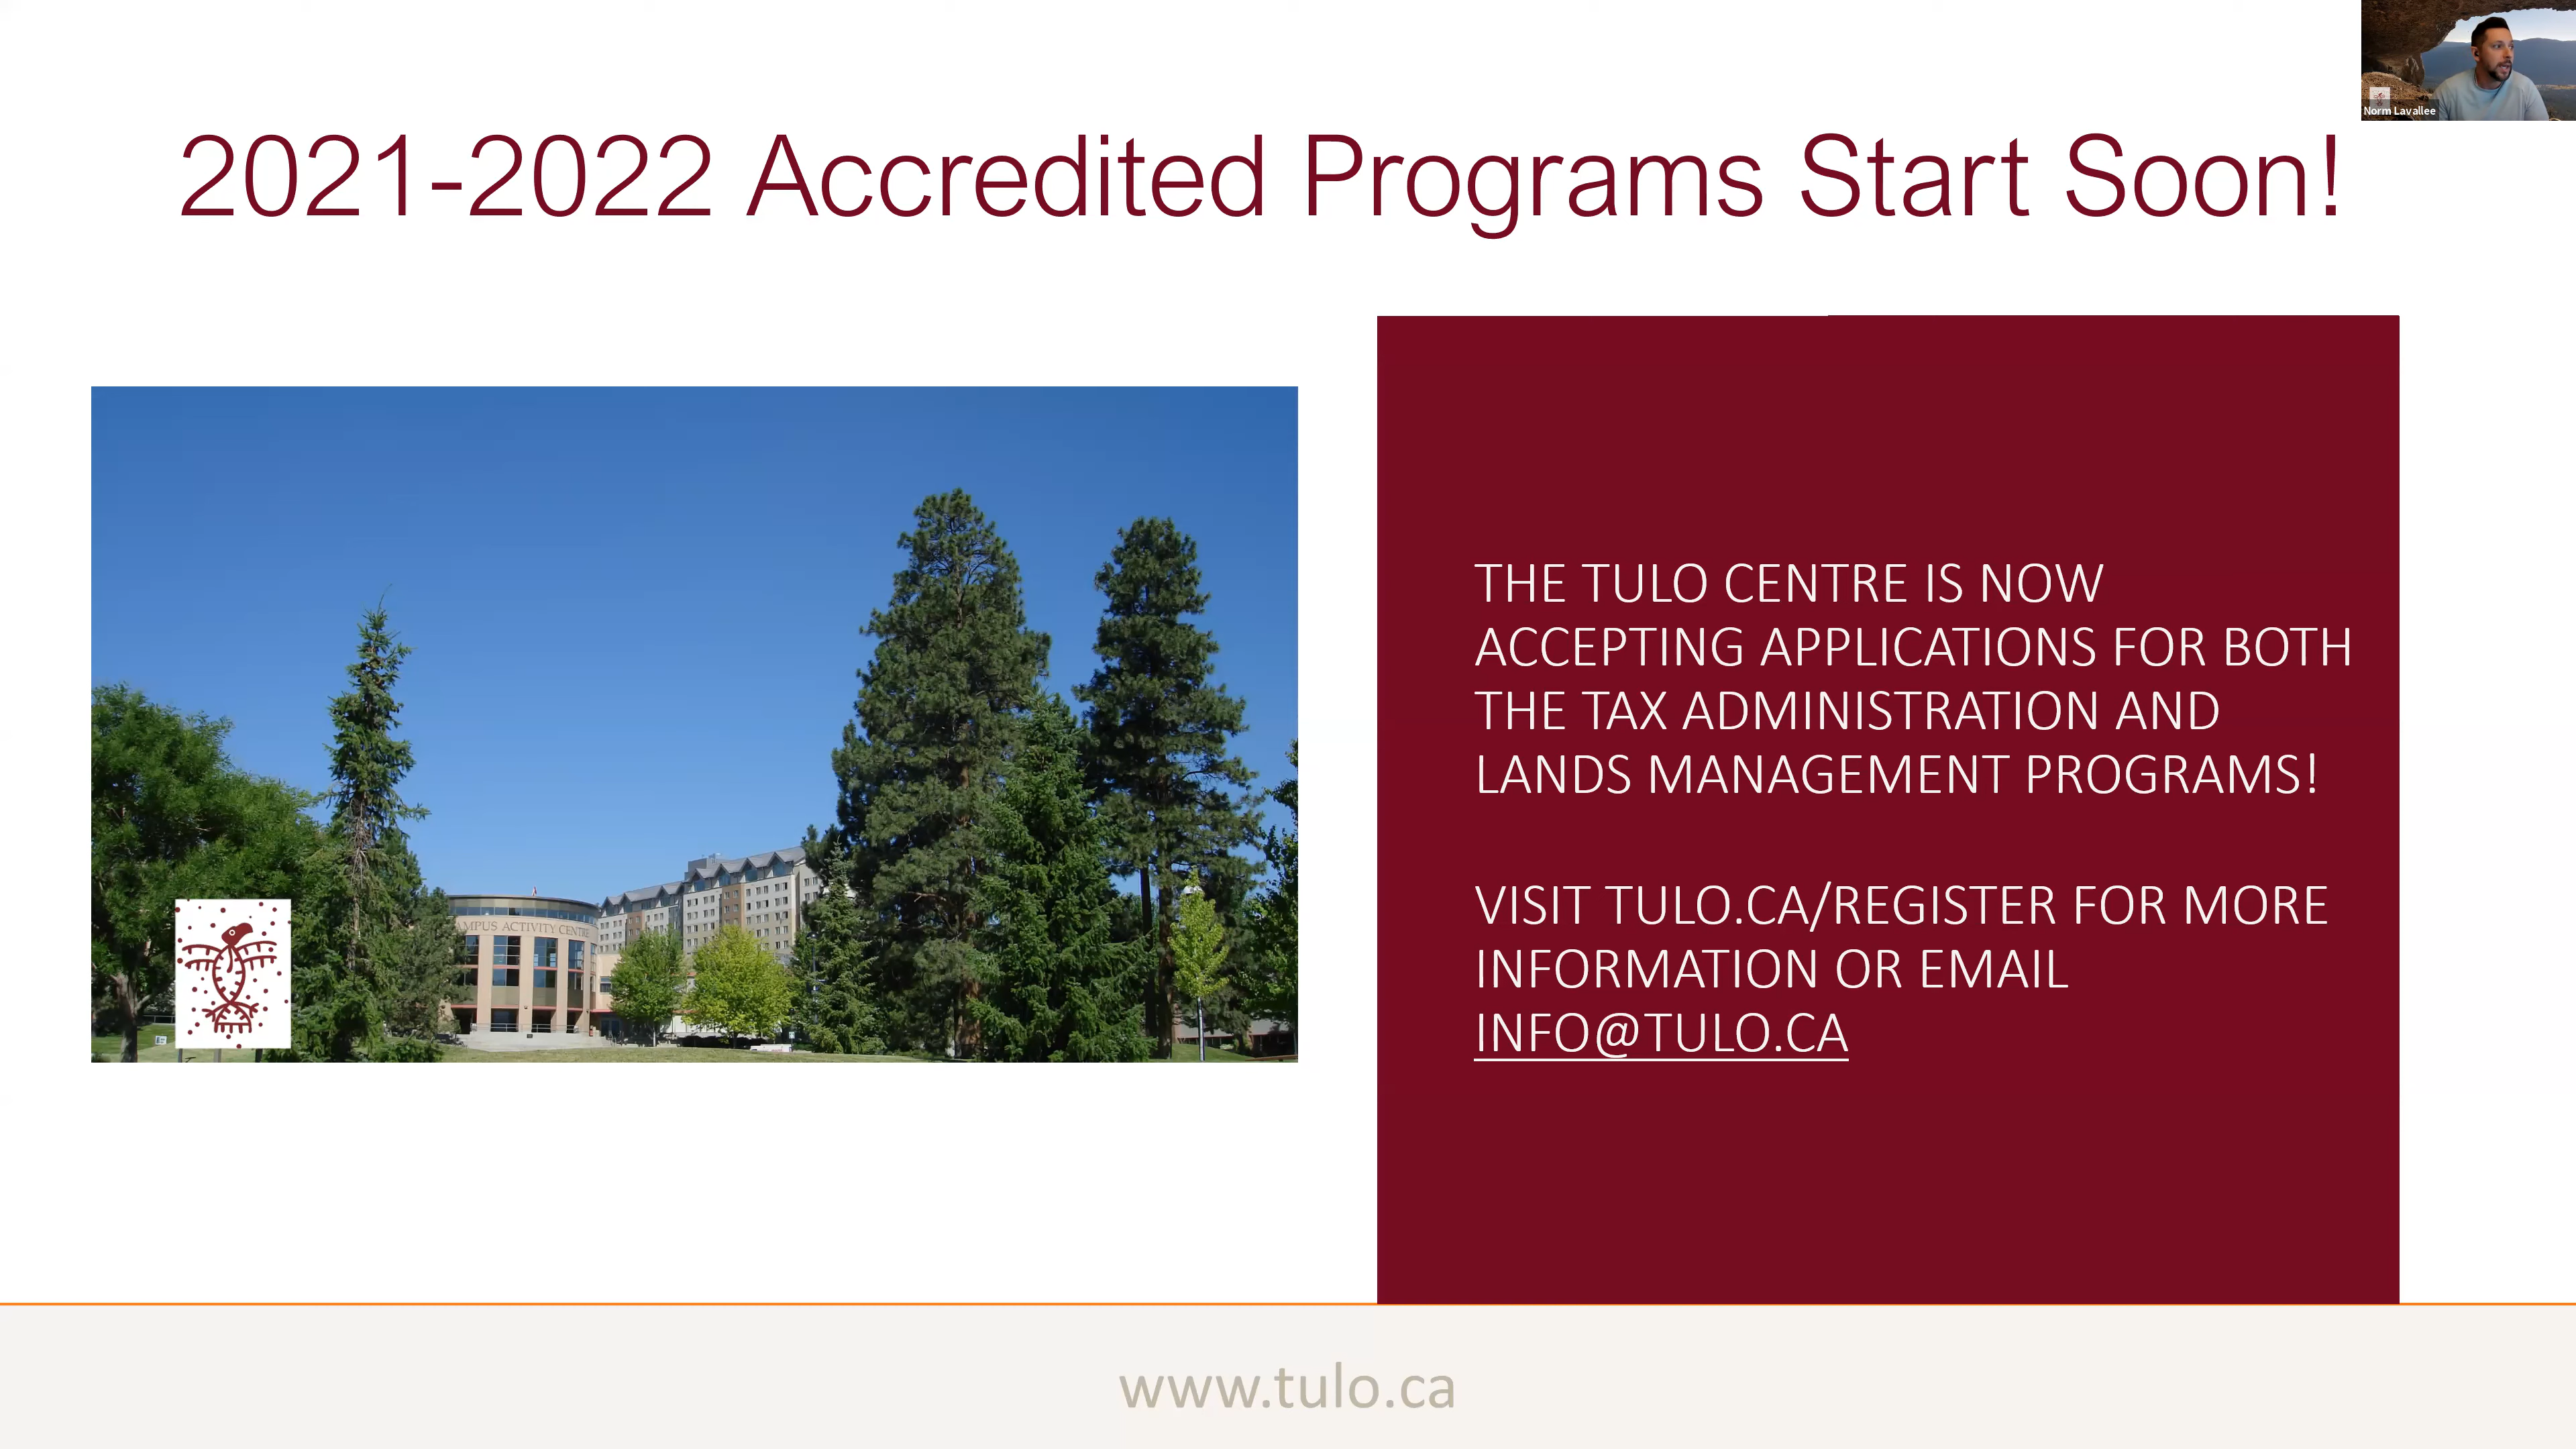 Norm Lavallee
2021-2022 Accredited Programs Start Soon!
AMPUS ACTIVITY CENTRE
THE TULO CENTRE IS NOW
ACCEPTING APPLICATIONS FOR BOTH
THE TAX ADMINISTRATION AND
LANDS MANAGEMENT PROGRAMS!
VISIT TULO.CA/REGISTER FOR MORE
INFORMATION OR EMAIL
INFO@TULO.CA
www.tulo.ca